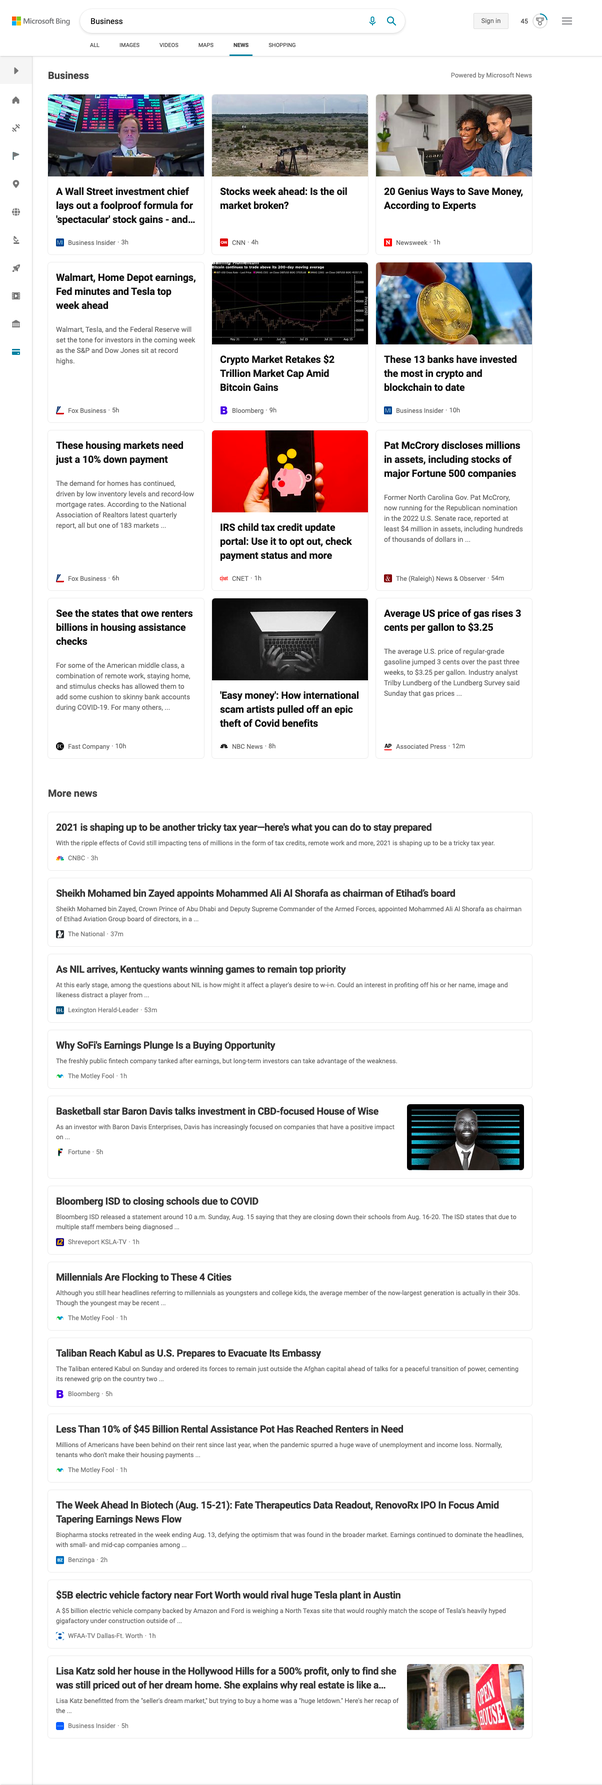 Microsoft Bing
Business
Sign in
45
ALL
IMAGES
VIDEOS
MAPS
NEWS
SHOPPING
Business
Powered by Microsoft News
A Wall Street investment chief
lays out a foolproof formula for
'spectacular' stock gains - and...
Business Insider · 3h
Stocks week ahead: Is the oil
market broken?
CNN · 4h
20 Genius Ways to Save Money,
According to Experts
Newsweek · 1h
Walmart, Home Depot earnings,
Fed minutes and Tesla top
week ahead
Walmart, Tesla, and the Federal Reserve will
set the tone for investors in the coming week
as the S&P and Dow Jones sit at record
highs.
Fox Business · 5h
Bitcoin continued to trade above its 200-day moving average
Crypto Market Retakes $2
Trillion Market Cap Amid
Bitcoin Gains
Bloomberg · 9h
These 13 banks have invested
the most in crypto and
blockchain to date
Business Insider · 10h
These housing markets need
just a 10% down payment
The demand for homes has continued,
driven by low inventory levels and record-low
mortgage rates. According to the National
Association of Realtors latest quarterly
report, all but one of 183 markets ...
Fox Business · 6h
IRS child tax credit update
portal: Use it to opt out, check
payment status and more
CNET · 1h
Pat McCrory discloses millions
in assets, including stocks of
major Fortune 500 companies
Former North Carolina Gov. Pat McCrory,
now running for the Republican nomination
in the 2022 U.S. Senate race, reported at
least $4 million in assets, including hundreds
of thousands of dollars in ...
The (Raleigh) News & Observer · 54m
See the states that owe renters
billions in housing assistance
checks
For some of the American middle class, a
combination of remote work, staying home,
and stimulus checks has allowed them to
add some cushion to skinny bank accounts
during COVID-19. For many others, ...
Fast Company · 10h
'Easy money': How international
scam artists pulled off an epic
theft of Covid benefits
NBC News · 8h
Average US price of gas rises 3
cents per gallon to $3.25
The average U.S. price of regular-grade
gasoline jumped 3 cents over the past three
weeks, to $3.25 per gallon. Industry analyst
Trilby Lundberg of the Lundberg Survey said
Sunday that gas prices ...
AP Associated Press · 12m
More news
2021 is shaping up to be another tricky tax year—here's what you can do to stay prepared
With the ripple effects of Covid still impacting tens of millions in the form of tax credits, remote work and more, 2021 is shaping up to be a tricky tax year.
CNBC · 3h
Sheikh Mohamed bin Zayed appoints Mohammed Ali Al Shorafa as chairman of Etihad's board
Sheikh Mohamed bin Zayed, Crown Prince of Abu Dhabi and Deputy Supreme Commander of the Armed Forces, appointed Mohammed Ali Al Shorafa as chairman
of Etihad Aviation Group board of directors, in a ...
The National · 37m
As NIL arrives, Kentucky wants winning games to remain top priority
At this early stage, among the questions about NIL is how might it affect a player's desire to w-i-n. Could an interest in profiting off his or her name, image and
likeness distract a player from ...
Lexington Herald-Leader · 53m
Why SoFi's Earnings Plunge Is a Buying Opportunity
The freshly public fintech company tanked after earnings, but long-term investors can take advantage of the weakness.
The Motley Fool · 1h
Basketball star Baron Davis talks investment in CBD-focused House of Wise
As an investor with Baron Davis Enterprises, Davis has increasingly focused on companies that have a positive impact
on ...
Fortune · 5h
Bloomberg ISD to closing schools due to COVID
Bloomberg ISD released a statement around 10 a.m. Sunday, Aug. 15 saying that they are closing down their schools from Aug. 16-20. The ISD states that due to
multiple staff members being diagnosed ...
Shreveport KSLA-TV · 1h
Millennials Are Flocking to These 4 Cities
Although you still hear headlines referring to millennials as youngsters and college kids, the average member of the now-largest generation is actually in their 30s.
Though the youngest may be recent ...
The Motley Fool · 1h
Taliban Reach Kabul as U.S. Prepares to Evacuate Its Embassy
The Taliban entered Kabul on Sunday and ordered its forces to remain just outside the Afghan capital ahead of talks for a peaceful transition of power, cementing
its renewed grip on the country two ...
Bloomberg · 5h
Less Than 10% of $45 Billion Rental Assistance Pot Has Reached Renters in Need
Millions of Americans have been behind on their rent since last year, when the pandemic spurred a huge wave of unemployment and income loss. Normally,
tenants who don't make their housing payments ...
The Motley Fool · 1h
The Week Ahead In Biotech (Aug. 15-21): Fate Therapeutics Data Readout, RenovoRx IPO In Focus Amid
Tapering Earnings News Flow
Biopharma stocks retreated in the week ending Aug. 13, defying the optimism that was found in the broader market. Earnings continued to dominate the headlines,
with small- and mid-cap companies among ...
Benzinga · 2h
$5B electric vehicle factory near Fort Worth would rival huge Tesla plant in Austin
A $5 billion electric vehicle company backed by Amazon and Ford is weighing a North Texas site that would roughly match the scope of Tesla's heavily hyped
gigafactory under construction outside of ...
WFAA-TV Dallas-Ft. Worth · 1h
Lisa Katz sold her house in the Hollywood Hills for a 500% profit, only to find she
was still priced out of her dream home. She explains why real estate is like a...
Lisa Katz benefitted from the "seller's dream market," but trying to buy a home was a "huge letdown." Here's her recap of
the ...
Business Insider · 5h
OPEN
HOUSE